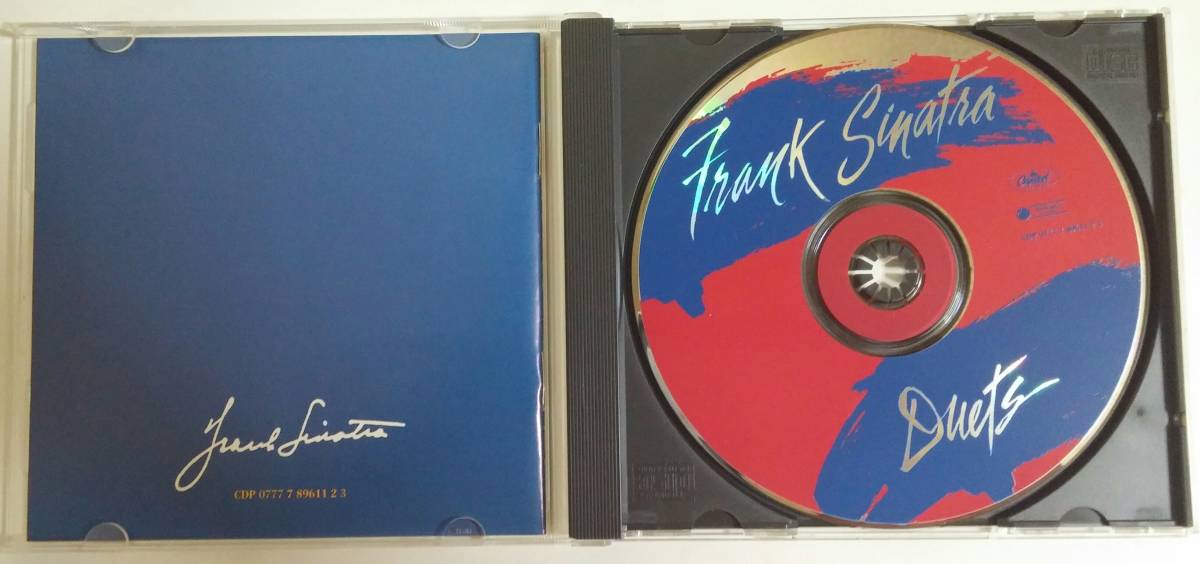 Frank Sinatra
CDP 0777 7 89611 2 3
Frank Sinatra
Capitol
Duets